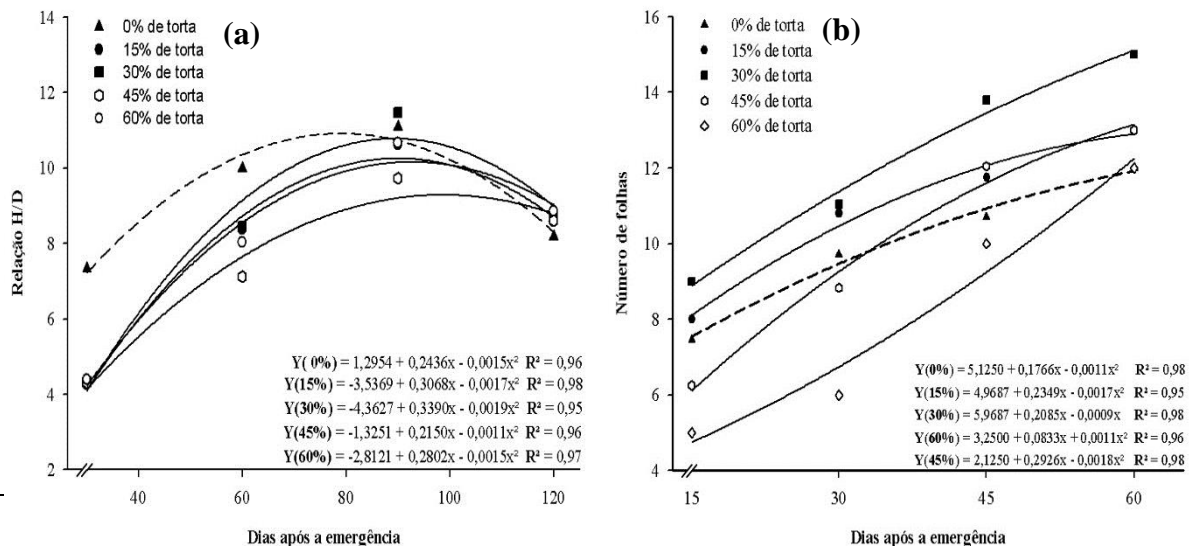 (a)
0% de torta
15% de torta
30% de torta
45% de torta
60% de torta
14
12
10
8
6
4
2
40
60
80
100
120
Relação H/D
Dias após a emergência
Y( 0%) = 1,2954 + 0,2436x - 0,0015x² R² = 0,96
Y(15%) = -3,5369 + 0,3068x - 0,0017x² R² = 0,98
Y(30%) = -4,3627 + 0,3390x - 0,0019x² R² = 0,95
Y(45%) = -1,3251 + 0,2150x - 0,0011x² R² = 0,96
Y(60%) = -2,8121 + 0,2802x - 0,0015x² R² = 0,97
(b)
0% de torta
15% de torta
30% de torta
45% de torta
60% de torta
16
14
12
10
8
6
4
15
30
45
60
Número de folhas
Dias após a emergência
Y(0%) = 5,1250 + 0,1766x - 0,0011x² R² = 0,98
Y(15%) = 4,9687 + 0,2349x - 0,0017x² R² = 0,95
Y(30%) = 5,9687 + 0,2085x - 0,0009x R² = 0,98
Y(60%) = 3,2500 + 0,0833x + 0,0011x² R² = 0,96
Y(45%) = 2,1250 + 0,2926x - 0,0018x² R² = 0,98